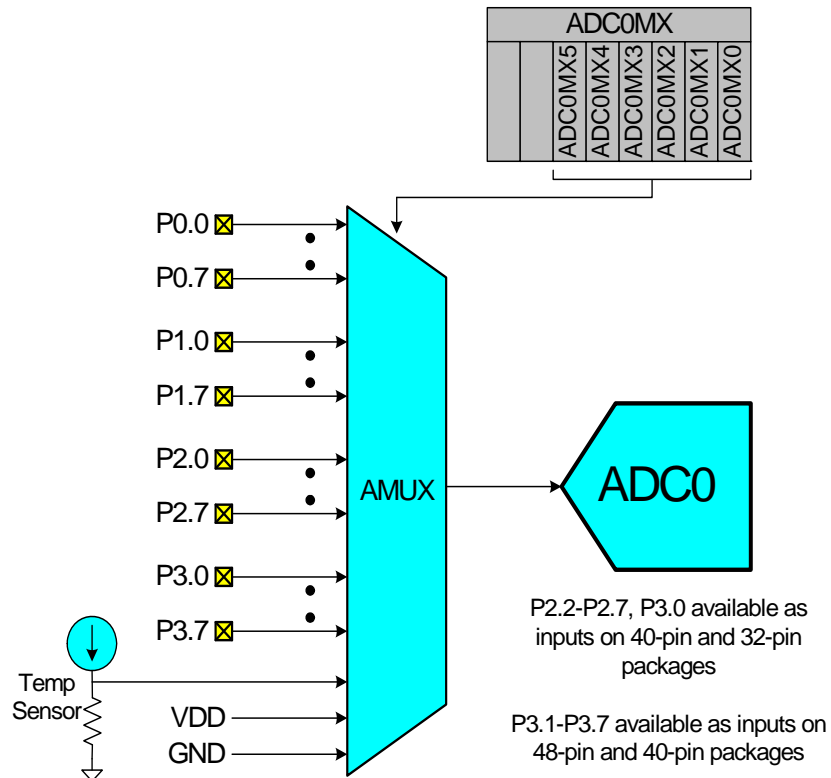 ADC0MX
ADC0MX5
ADC0MX4
ADC0MX3
ADC0MX2
ADC0MX1
ADC0MX0
P0.0
P0.7
P1.0
P1.7
P2.0
P2.7
P3.0
P3.7
Temp
Sensor
VDD
GND
AMUX
ADC0
P2.2-P2.7, P3.0 available as
inputs on 40-pin and 32-pin
packages
P3.1-P3.7 available as inputs on
48-pin and 40-pin packages